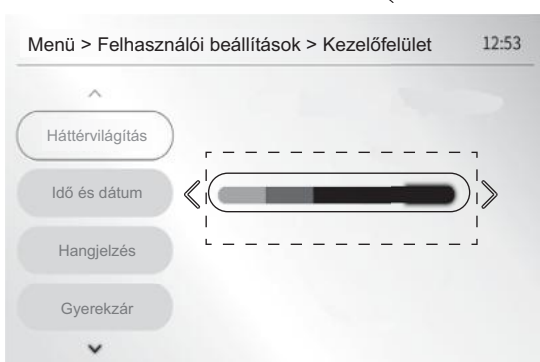 Menü > Felhasználói beállítások > Kezelőfelület 12:53
Háttérvilágítás
Idő és dátum
Hangjelzés
Gyerekzár